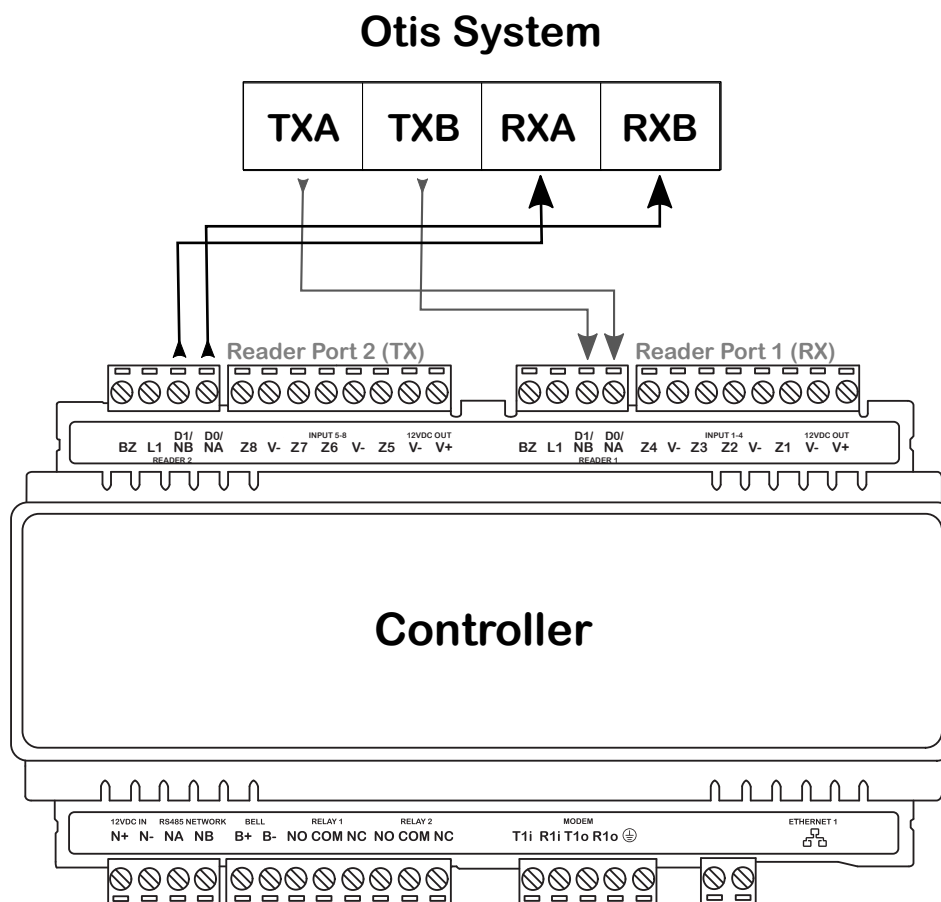 Otis System
TXA TXB RXA RXB
Reader Port 2 (TX) Reader Port 1 (RX)
D1/ D0/ INPUT 5-8 12VDC OUT D1/ D0/ INPUT 1-4 12VDC OUT
BZ L1 NB NA Z8 V- Z7 Z6 V- Z5 V- V+ BZ L1 NB NA Z4 V- Z3 Z2 V- Z1 V- V+
READER 2 READER 1
Controller
12VDC IN RS485 NETWORK BELL RELAY 1 RELAY 2 MODEM ETHERNET 1
N+ N- NA NB B+ B- NO COM NC NO COM NC T1i R1i T1o R1o